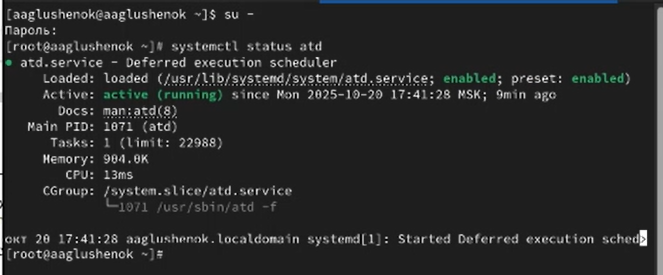 [aaglushenok@aaglushenok ~]$ su -
Пароль:
[root@aaglushenok ~]# systemctl status atd
● atd.service - Deferred execution scheduler
Loaded: loaded (/usr/lib/systemd/system/atd.service; enabled; preset: enabled)
Active: active (running) since Mon 2025-10-20 17:41:28 MSK; 9min ago
Docs: man:atd(8)
Main PID: 1071 (atd)
Tasks: 1 (limit: 22988)
Memory: 904.0K
CPU: 13ms
CGroup: /system.slice/atd.service
└─1071 /usr/sbin/atd -f
окт 20 17:41:28 aaglushenok.localdomain systemd[1]: Started Deferred execution sched>
[root@aaglushenok ~]#